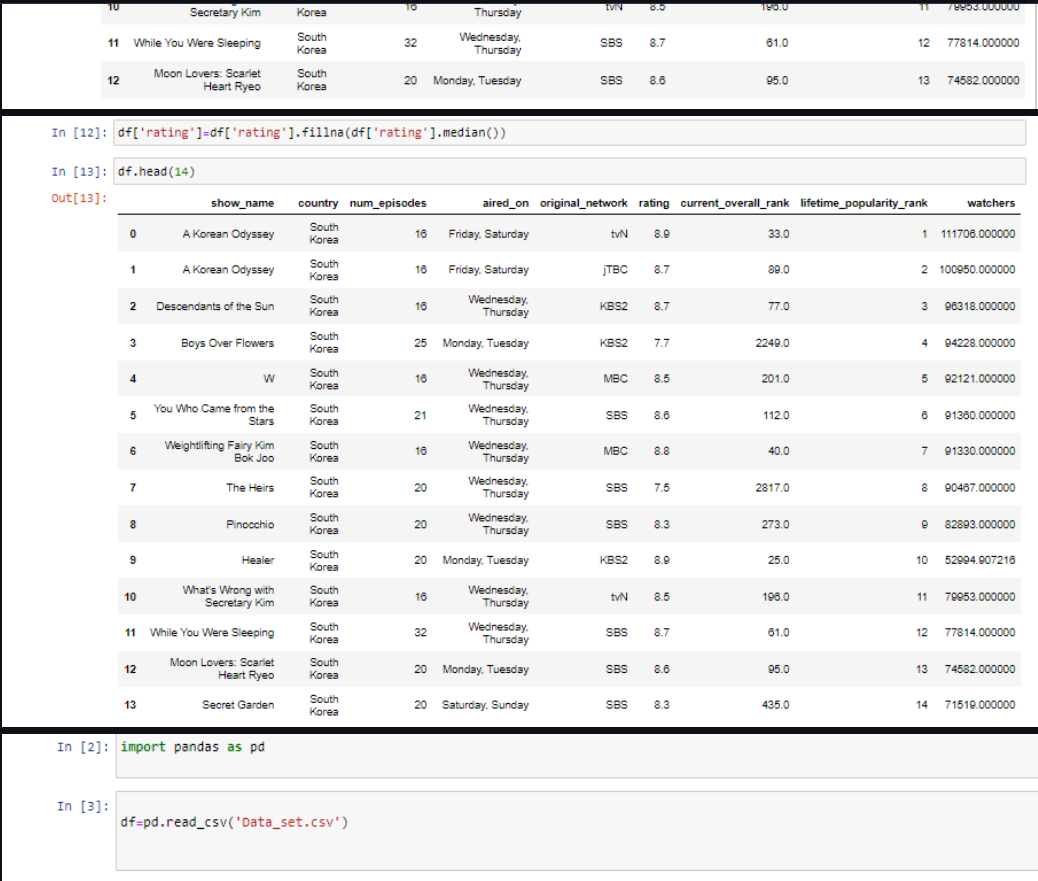 10 Secretary Kim Korea 16 Thursday tvN 8.5 196.0 11 79953.000000
11 While You Were Sleeping South Korea 32 Wednesday, Thursday SBS 8.7 61.0 12 77814.000000
12 Moon Lovers: Scarlet Heart Ryeo South Korea 20 Monday, Tuesday SBS 8.6 95.0 13 74582.000000
In [12]: df['rating']=df['rating'].fillna(df['rating'].median())
In [13]: df.head(14)
Out[13]:
show_name country num_episodes aired_on original_network rating current_overall_rank lifetime_popularity_rank watchers
0 A Korean Odyssey South Korea 16 Friday, Saturday tvN 8.9 33.0 1 111706.000000
1 A Korean Odyssey South Korea 16 Friday, Saturday jTBC 8.7 89.0 2 100950.000000
2 Descendants of the Sun South Korea 16 Wednesday, Thursday KBS2 8.7 77.0 3 96318.000000
3 Boys Over Flowers South Korea 25 Monday, Tuesday KBS2 7.7 2249.0 4 94228.000000
4 W South Korea 16 Wednesday, Thursday MBC 8.5 201.0 5 92121.000000
5 You Who Came from the Stars South Korea 21 Wednesday, Thursday SBS 8.6 112.0 6 91360.000000
6 Weightlifting Fairy Kim Bok Joo South Korea 16 Wednesday, Thursday MBC 8.8 40.0 7 91330.000000
7 The Heirs South Korea 20 Wednesday, Thursday SBS 7.5 2817.0 8 90467.000000
8 Pinocchio South Korea 20 Wednesday, Thursday SBS 8.3 273.0 9 82893.000000
9 Healer South Korea 20 Monday, Tuesday KBS2 8.9 25.0 10 52994.907216
10 What's Wrong with Secretary Kim South Korea 16 Wednesday, Thursday tvN 8.5 196.0 11 79953.000000
11 While You Were Sleeping South Korea 32 Wednesday, Thursday SBS 8.7 61.0 12 77814.000000
12 Moon Lovers: Scarlet Heart Ryeo South Korea 20 Monday, Tuesday SBS 8.6 95.0 13 74582.000000
13 Secret Garden South Korea 20 Saturday, Sunday SBS 8.3 435.0 14 71519.000000
In [2]: import pandas as pd
In [3]:
df=pd.read_csv('Data_set.csv')